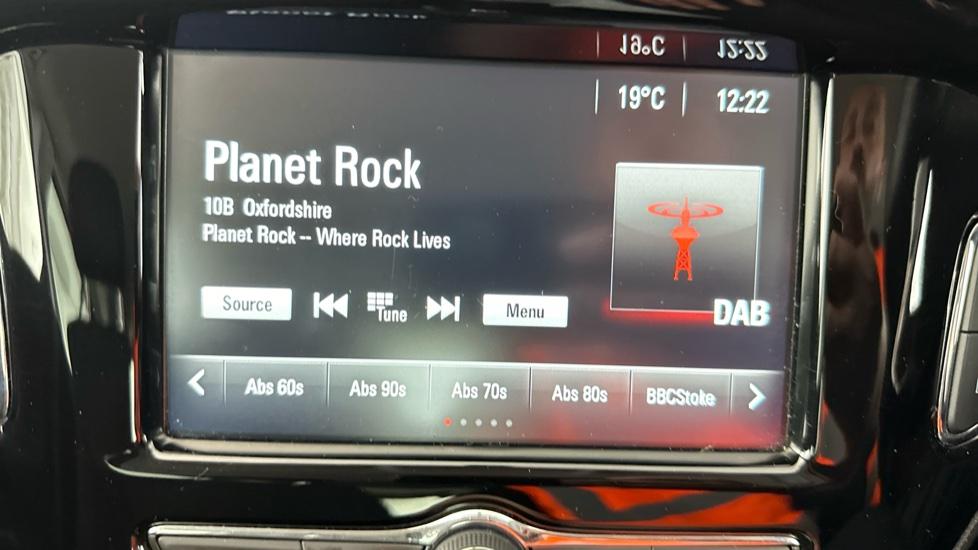 19°C 12:22
Planet Rock
10B Oxfordshire
Planet Rock -- Where Rock Lives
Source Tune Menu
DAB
Abs 60s Abs 90s Abs 70s Abs 80s BBCStoke